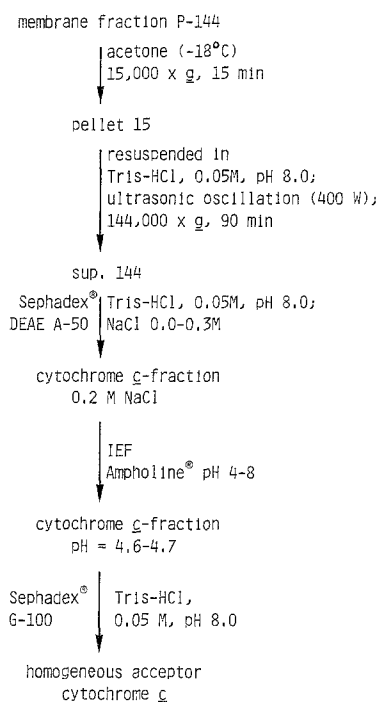 membrane fraction P-144
acetone (-18°C)
15,000 x g, 15 min
pellet 15
resuspended in
Tris-HCl, 0.05M, pH 8.0;
ultrasonic oscillation (400 W);
144,000 x g, 90 min
sup. 144
Sephadex® Tris-HCl, 0.05M, pH 8.0;
DEAE A-50 NaCl 0.0-0.3M
cytochrome c-fraction
0.2 M NaCl
IEF
Ampholine® pH 4-8
cytochrome c-fraction
pH = 4.6-4.7
Sephadex® Tris-HCl,
G-100 0.05 M, pH 8.0
homogeneous acceptor
cytochrome c